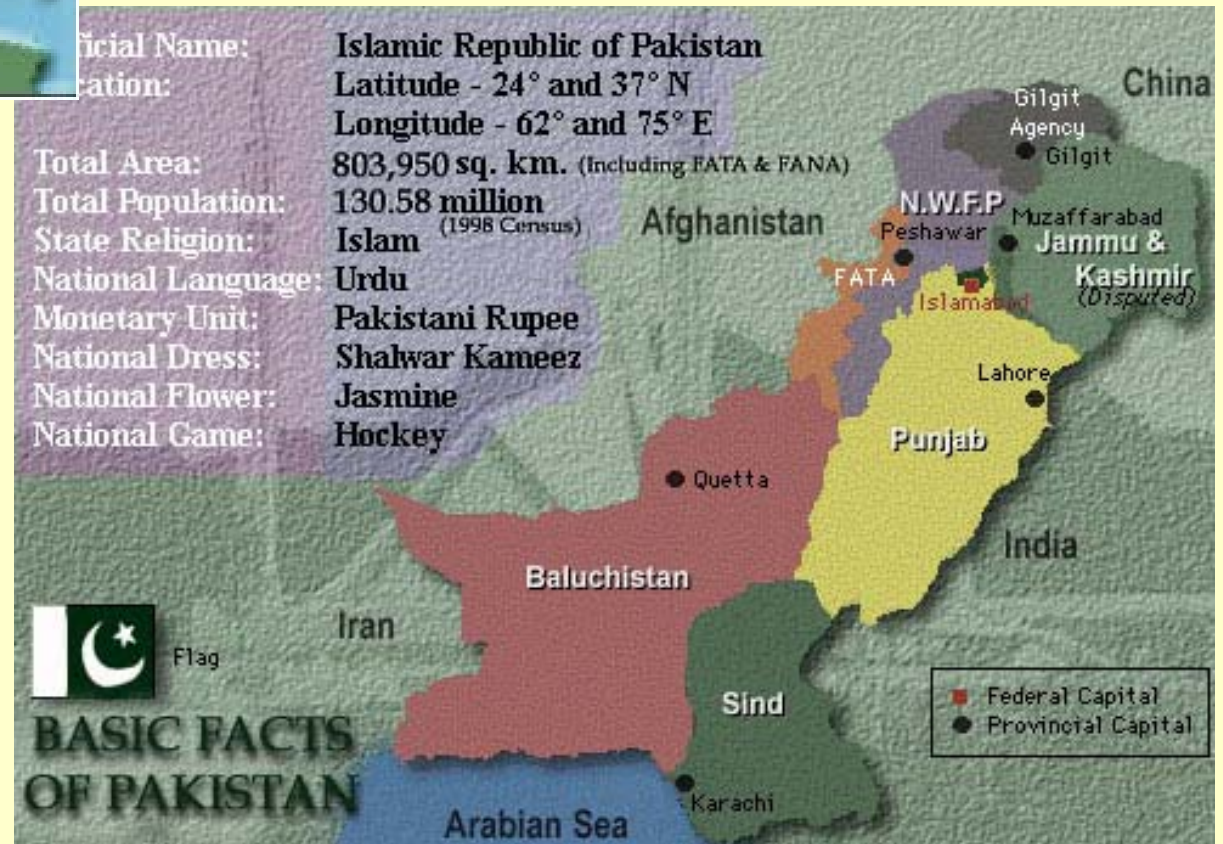 ficial Name: Islamic Republic of Pakistan
ation: Latitude - 24° and 37° N
Longitude - 62° and 75° E
Total Area: 803,950 sq. km. (Including FATA & FANA)
Total Population: 130.58 million
(1998 Census)
State Religion: Islam
National Language: Urdu
Monetary Unit: Pakistani Rupee
National Dress: Shalwar Kameez
National Flower: Jasmine
National Game: Hockey
China
Gilgit
Agency
Gilgit
Afghanistan
N.W.F.P
Muzaffarabad
Peshawar
Jammu &
Kashmir
(Disputed)
FATA
Islamabad
Lahore
Punjab
Quetta
India
Baluchistan
Iran
Flag
Sind
Federal Capital
Provincial Capital
BASIC FACTS
OF PAKISTAN
Karachi
Arabian Sea